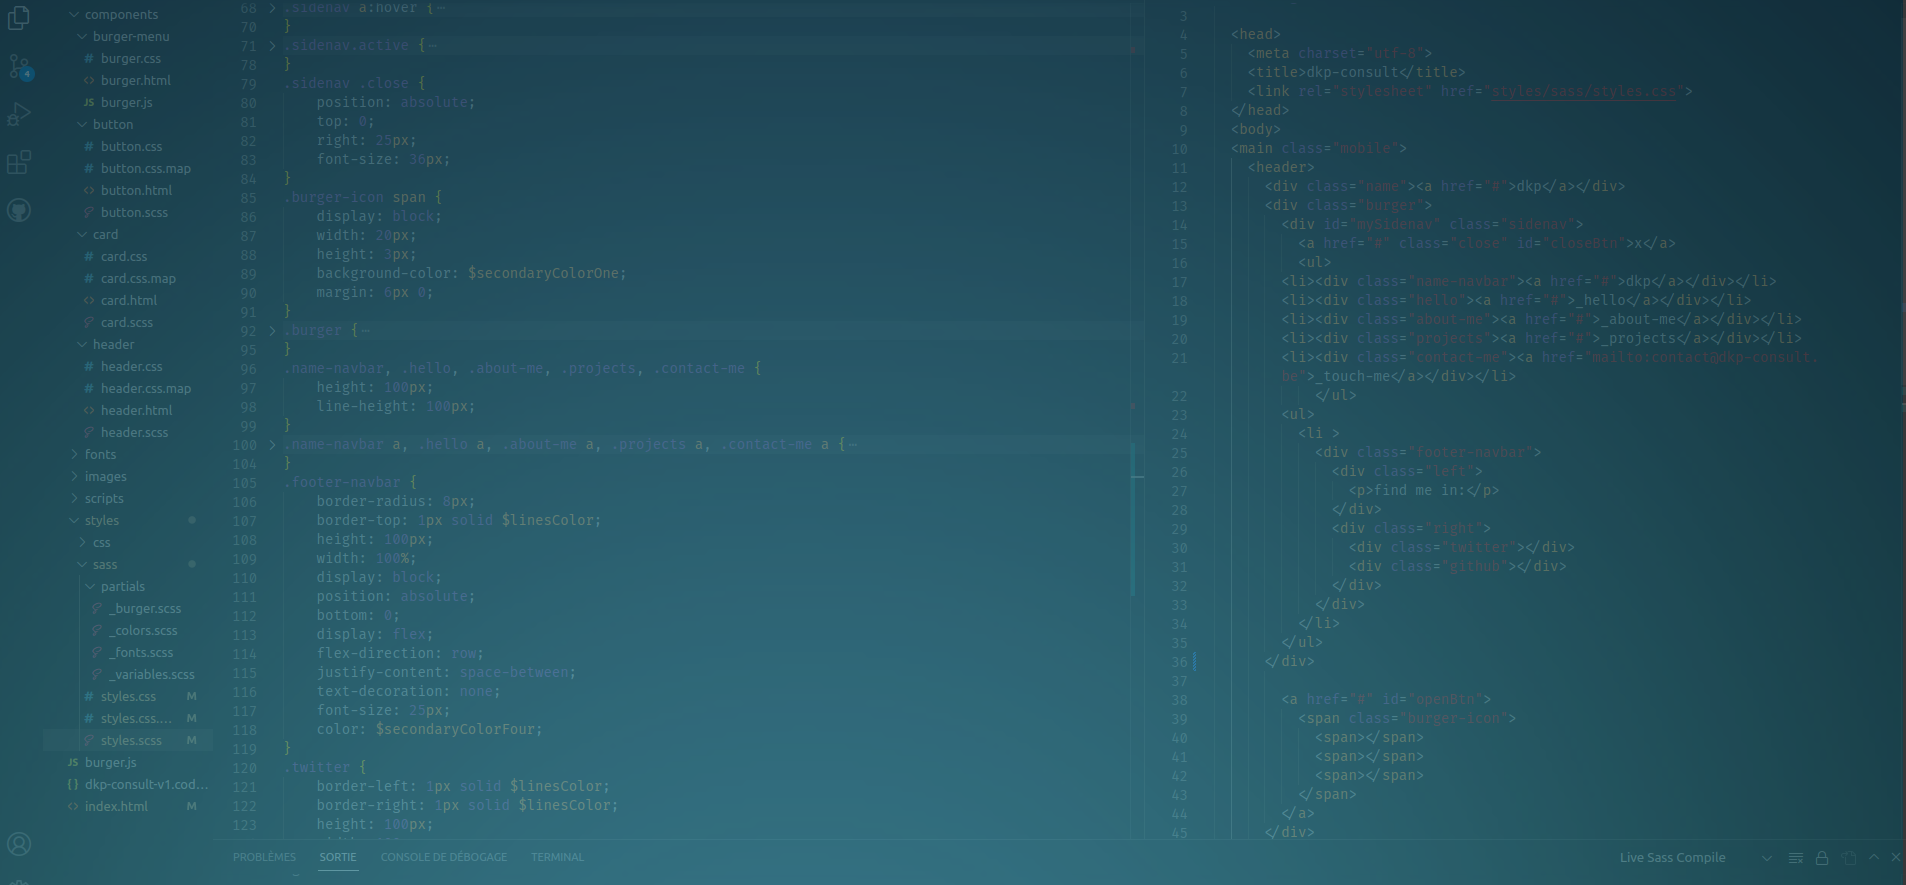 components
burger-menu
# burger.css
<> burger.html
JS burger.js
button
# button.css
# button.css.map
<> button.html
button.scss
card
# card.css
# card.css.map
<> card.html
card.scss
header
# header.css
# header.css.map
<> header.html
header.scss
fonts
images
scripts
styles
css
sass
partials
_burger.scss
_colors.scss
_fonts.scss
_variables.scss
# styles.css M
# styles.css.... M
styles.scss M
JS burger.js
{} dkp-consult-v1.cod...
<> index.html M
4
68 > .sidenav a:hover {…
70 }
71 > .sidenav.active {…
78 }
79 .sidenav .close {
80 position: absolute;
81 top: 0;
82 right: 25px;
83 font-size: 36px;
84 }
85 .burger-icon span {
86 display: block;
87 width: 20px;
88 height: 3px;
89 background-color: $secondaryColorOne;
90 margin: 6px 0;
91 }
92 > .burger {…
95 }
96 .name-navbar, .hello, .about-me, .projects, .contact-me {
97 height: 100px;
98 line-height: 100px;
99 }
100 > .name-navbar a, .hello a, .about-me a, .projects a, .contact-me a {…
104 }
105 .footer-navbar {
106 border-radius: 8px;
107 border-top: 1px solid $linesColor;
108 height: 100px;
109 width: 100%;
110 display: block;
111 position: absolute;
112 bottom: 0;
113 display: flex;
114 flex-direction: row;
115 justify-content: space-between;
116 text-decoration: none;
117 font-size: 25px;
118 color: $secondaryColorFour;
119 }
120 .twitter {
121 border-left: 1px solid $linesColor;
122 border-right: 1px solid $linesColor;
123 height: 100px;
3
4 <head>
5 <meta charset="utf-8">
6 <title>dkp-consult</title>
7 <link rel="stylesheet" href="styles/sass/styles.css">
8 </head>
9 <body>
10 <main class="mobile">
11 <header>
12 <div class="name"><a href="#">dkp</a></div>
13 <div class="burger">
14 <div id="mySidenav" class="sidenav">
15 <a href="#" class="close" id="closeBtn">x</a>
16 <ul>
17 <li><div class="name-navbar"><a href="#">dkp</a></div></li>
18 <li><div class="hello"><a href="#">_hello</a></div></li>
19 <li><div class="about-me"><a href="#">_about-me</a></div></li>
20 <li><div class="projects"><a href="#">_projects</a></div></li>
21 <li><div class="contact-me"><a href="mailto:contact@dkp-consult.
be">_touch-me</a></div></li>
22 </ul>
23 <ul>
24 <li >
25 <div class="footer-navbar">
26 <div class="left">
27 <p>find me in:</p>
28 </div>
29 <div class="right">
30 <div class="twitter"></div>
31 <div class="github"></div>
32 </div>
33 </div>
34 </li>
35 </ul>
36 </div>
37
38 <a href="#" id="openBtn">
39 <span class="burger-icon">
40 <span></span>
41 <span></span>
42 <span></span>
43 </span>
44 </a>
45 </div>
PROBLÈMES SORTIE CONSOLE DE DÉBOGAGE TERMINAL
Live Sass Compile